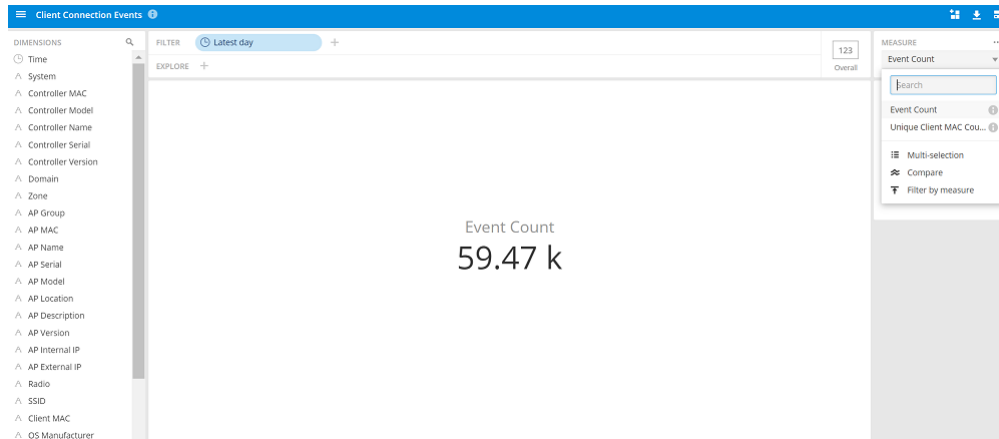 Client Connection Events
DIMENSIONS
Time
System
Controller MAC
Controller Model
Controller Name
Controller Serial
Controller Version
Domain
Zone
AP Group
AP MAC
AP Name
AP Serial
AP Model
AP Location
AP Description
AP Version
AP Internal IP
AP External IP
Radio
SSID
Client MAC
OS Manufacturer
FILTER
Latest day
EXPLORE
123
Overall
Event Count
59.47 k
MEASURE
Event Count
Search
Event Count
Unique Client MAC Cou...
Multi-selection
Compare
Filter by measure